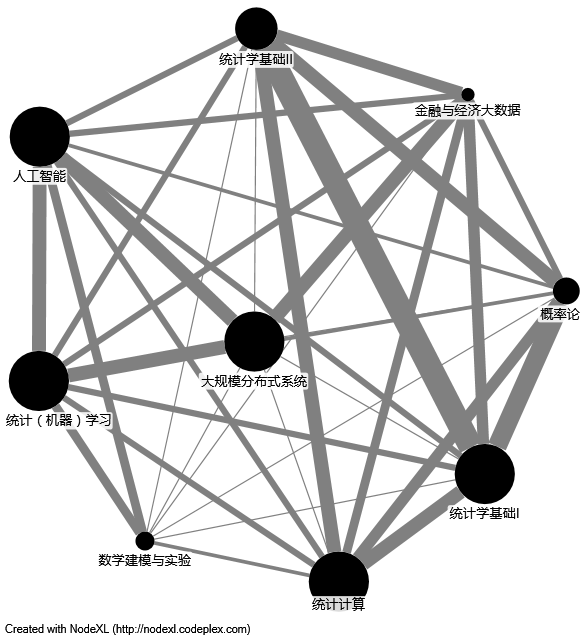 统计学基础II
金融与经济大数据
人工智能
概率论
大规模分布式系统
统计（机器）学习
统计学基础I
数学建模与实验
统计计算
Created with NodeXL (http://nodexl.codeplex.com)